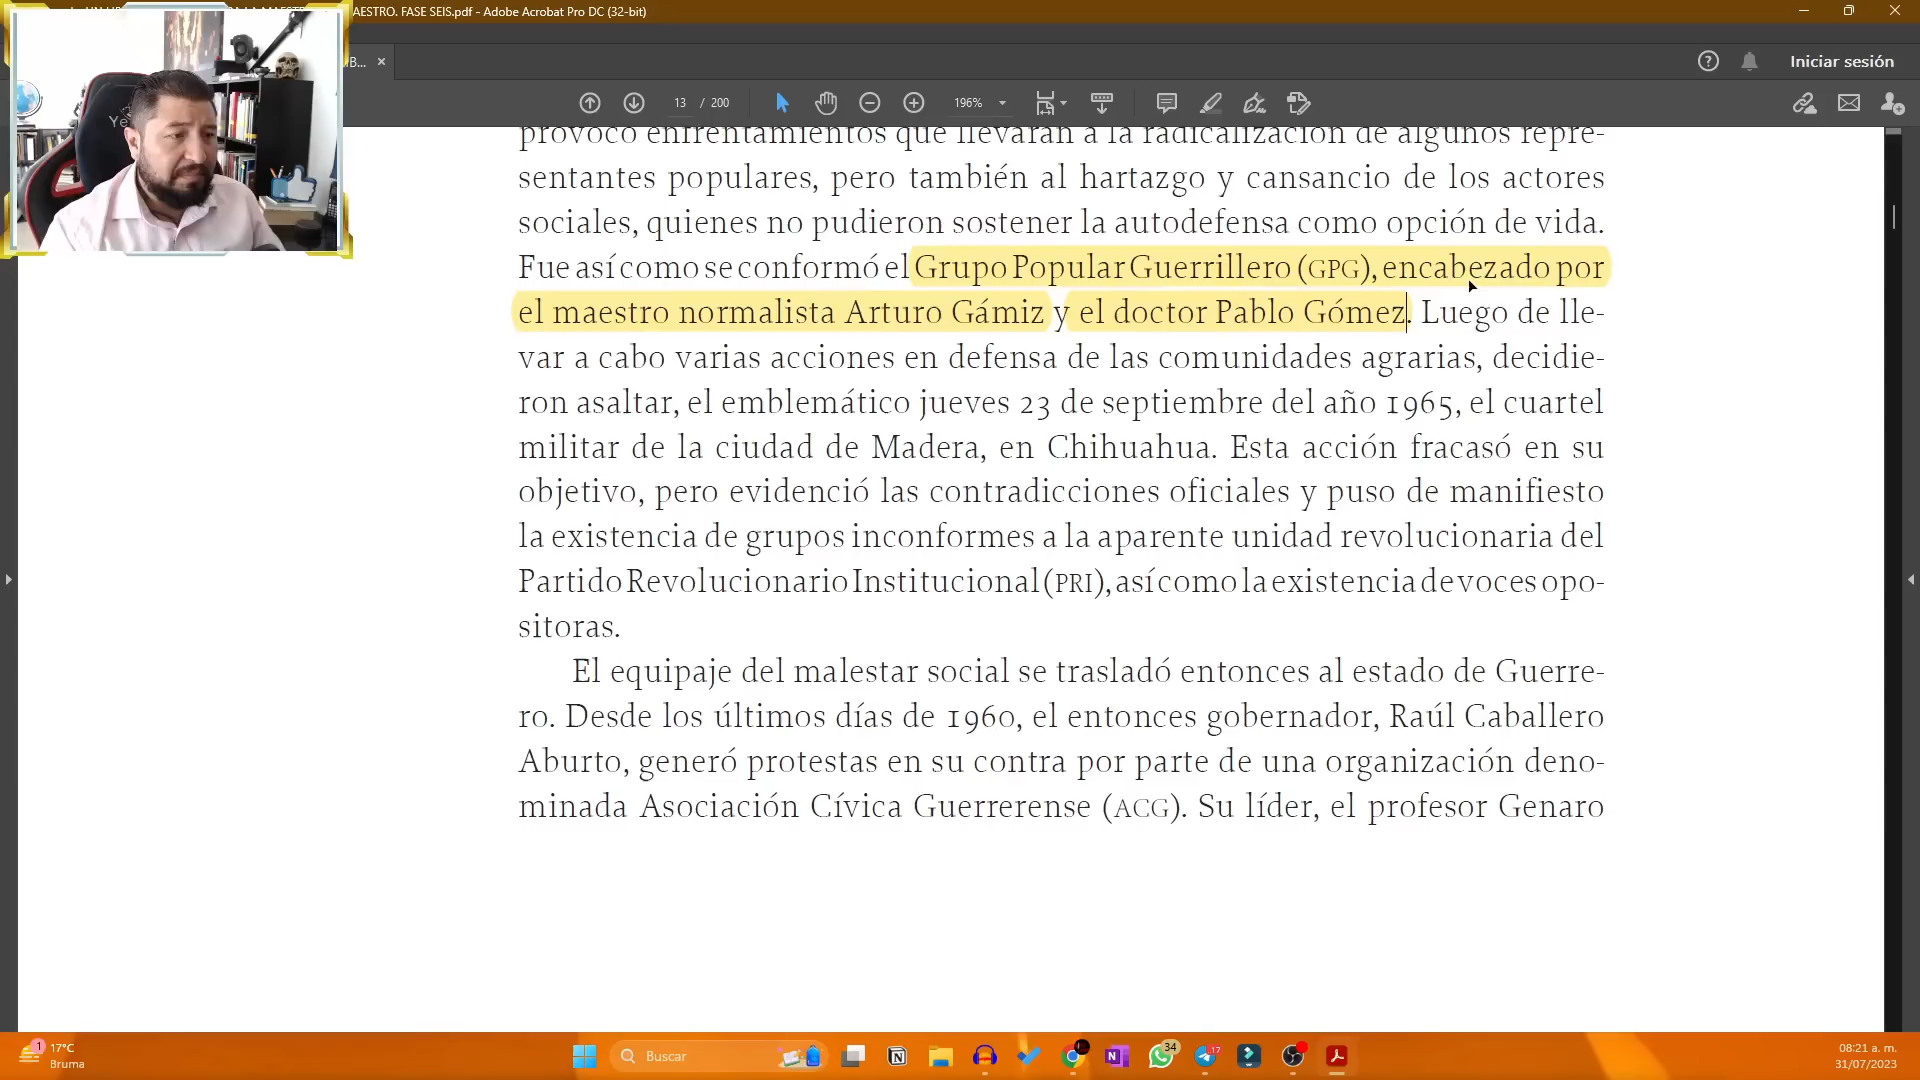 MAESTRO. FASE SEIS.pdf - Adobe Acrobat Pro DC (32-bit)
B...
Iniciar sesión
13 / 200
196%
provocó enfrentamientos que llevaran a la radicalización de algunos repre-
sentantes populares, pero también al hartazgo y cansancio de los actores
sociales, quienes no pudieron sostener la autodefensa como opción de vida.
Fue así como se conformó el Grupo Popular Guerrillero (GPG), encabezado por
el maestro normalista Arturo Gámiz y el doctor Pablo Gómez. Luego de lle-
var a cabo varias acciones en defensa de las comunidades agrarias, decidie-
ron asaltar, el emblemático jueves 23 de septiembre del año 1965, el cuartel
militar de la ciudad de Madera, en Chihuahua. Esta acción fracasó en su
objetivo, pero evidenció las contradicciones oficiales y puso de manifiesto
la existencia de grupos inconformes a la aparente unidad revolucionaria del
Partido Revolucionario Institucional (PRI), así como la existencia de voces opo-
sitoras.
El equipaje del malestar social se trasladó entonces al estado de Guerre-
ro. Desde los últimos días de 1960, el entonces gobernador, Raúl Caballero
Aburto, generó protestas en su contra por parte de una organización deno-
minada Asociación Cívica Guerrerense (ACG). Su líder, el profesor Genaro
1
17°C
Bruma
Buscar
34
17
08:21 a. m.
31/07/2023